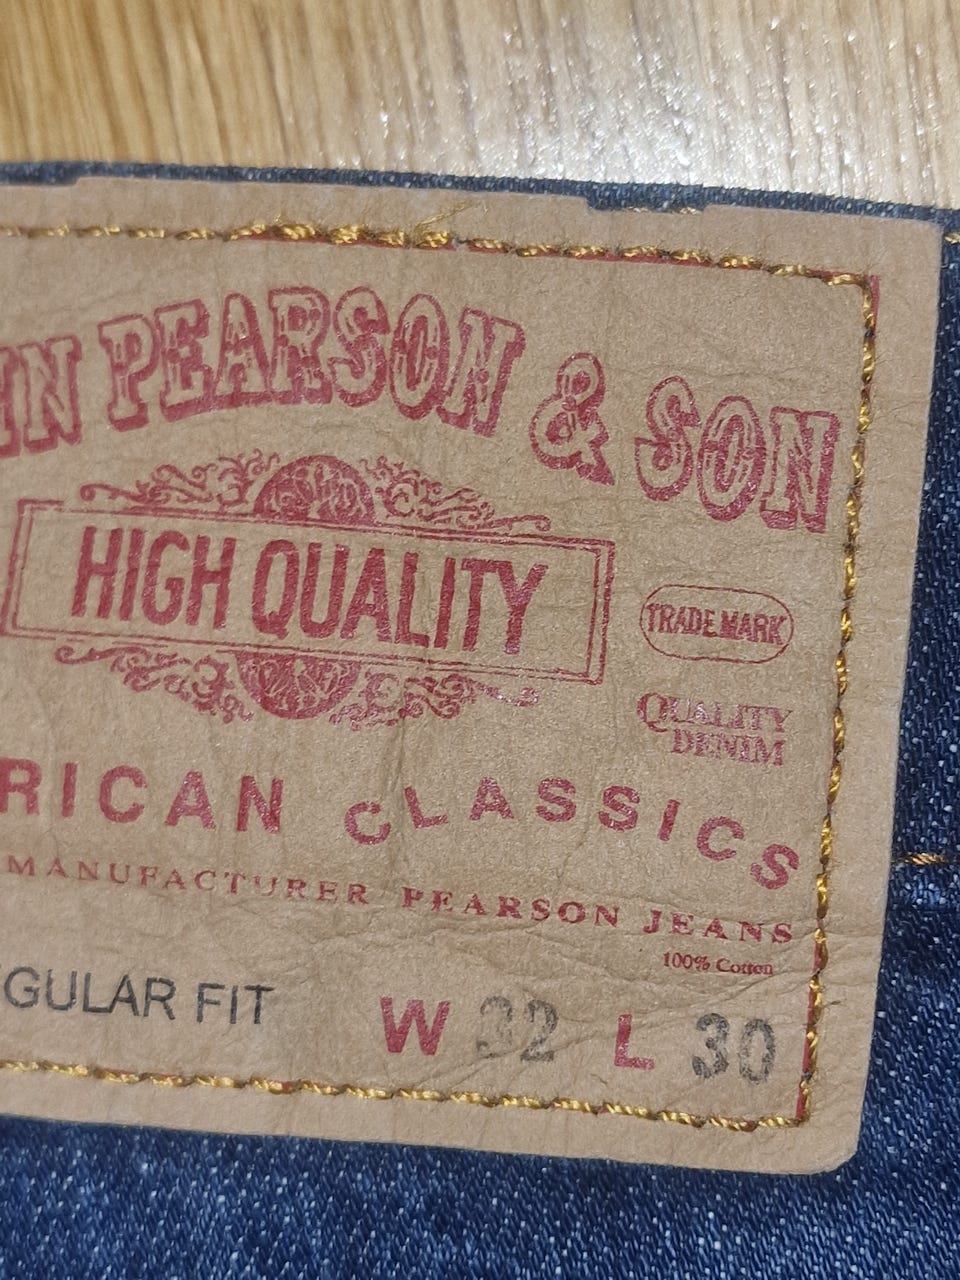 HN PEARSON & SON
HIGH QUALITY
TRADE MARK
QUALITY
DENIM
RICAN CLASSICS
MANUFACTURER PEARSON JEANS
100% Cotton
GULAR FIT W 32 L 30